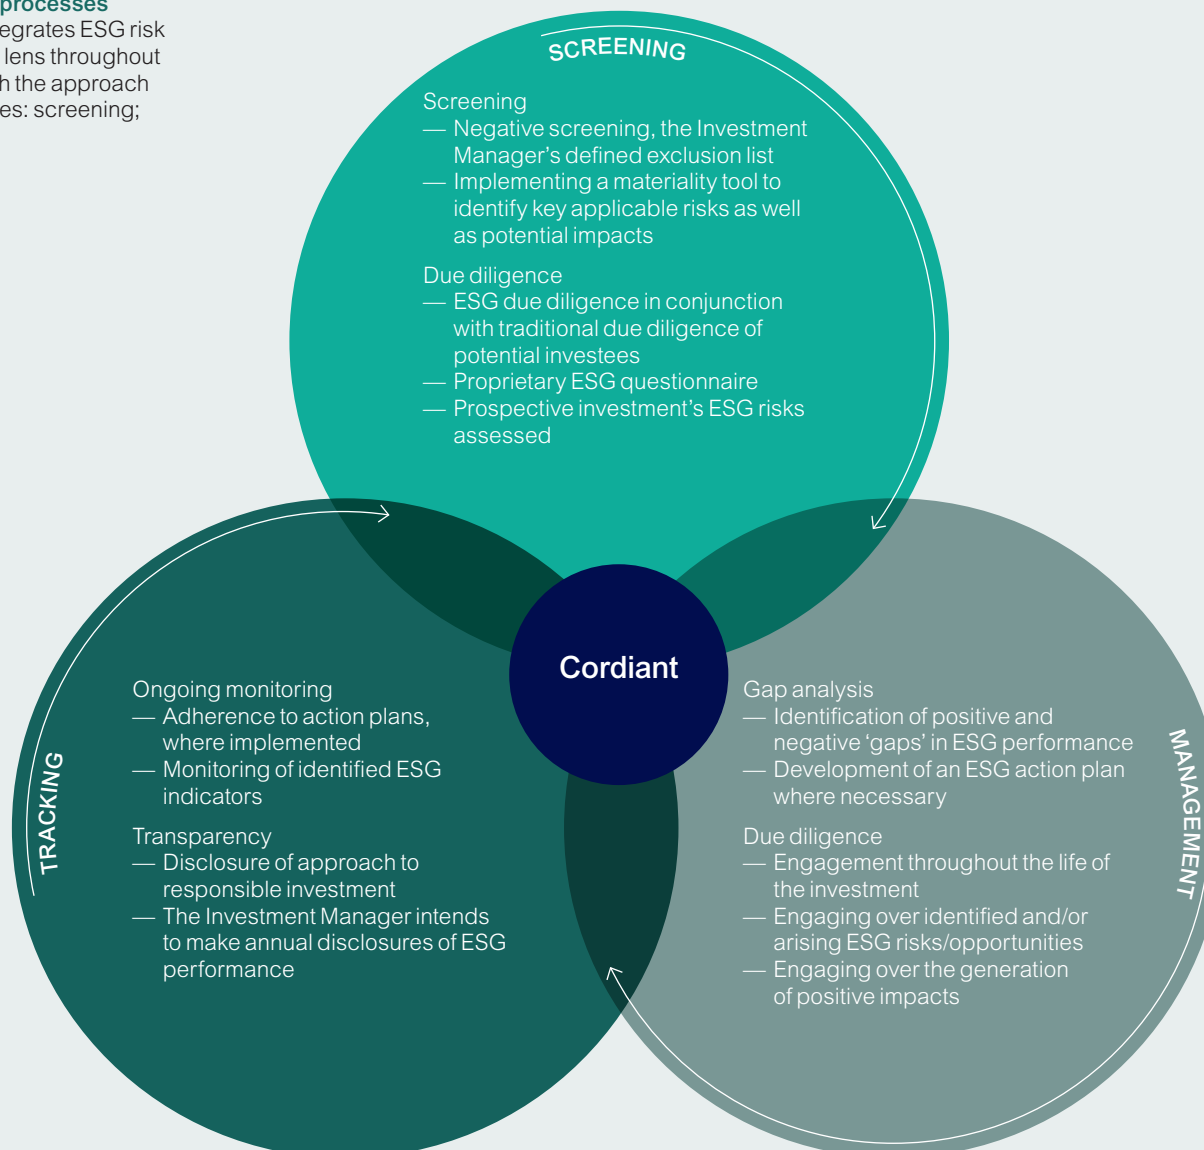 processes
egrates ESG risk
lens throughout
h the approach
es: screening;
SCREENING
Screening
— Negative screening, the Investment
Manager’s defined exclusion list
— Implementing a materiality tool to
identify key applicable risks as well
as potential impacts
Due diligence
— ESG due diligence in conjunction
with traditional due diligence of
potential investees
— Proprietary ESG questionnaire
— Prospective investment’s ESG risks
assessed
Cordiant
TRACKING
Ongoing monitoring
— Adherence to action plans,
where implemented
— Monitoring of identified ESG
indicators
Transparency
— Disclosure of approach to
responsible investment
— The Investment Manager intends
to make annual disclosures of ESG
performance
MANAGEMENT
Gap analysis
— Identification of positive and
negative ‘gaps’ in ESG performance
— Development of an ESG action plan
where necessary
Due diligence
— Engagement throughout the life of
the investment
— Engaging over identified and/or
arising ESG risks/opportunities
— Engaging over the generation
of positive impacts